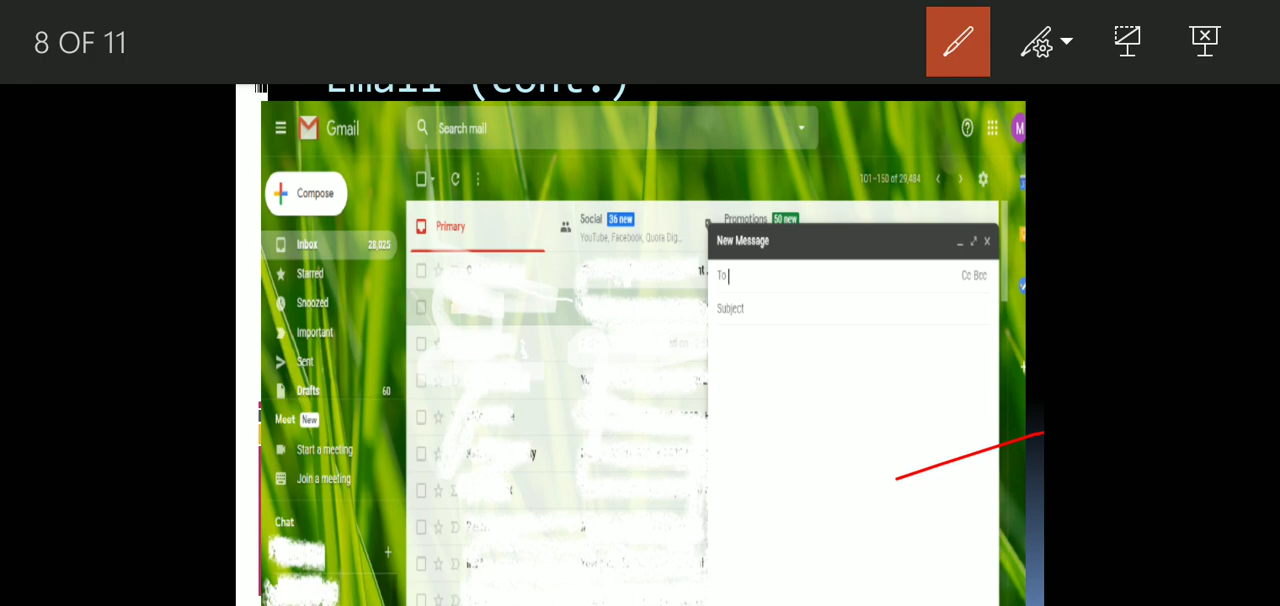 8 OF 11
Email (cont.)
Gmail
Search mail
M
Compose
101–150 of 29,484
Primary
Social 36 new
YouTube, Facebook, Quora Dig...
Promotions 50 new
New Message
To
Cc Bcc
Subject
Inbox 28,025
Starred
Snoozed
Important
Sent
Drafts 60
Meet New
Start a meeting
Join a meeting
Chat